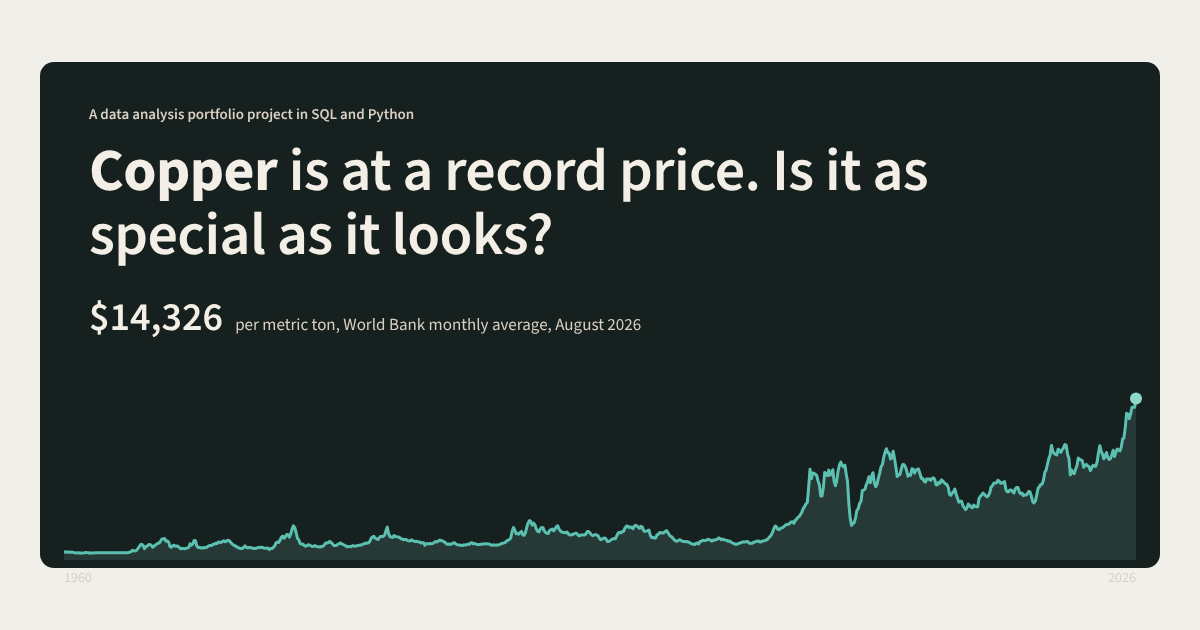 A data analysis portfolio project in SQL and Python
Copper is at a record price. Is it as
special as it looks?
$14,326 per metric ton, World Bank monthly average, August 2026
1960 2026